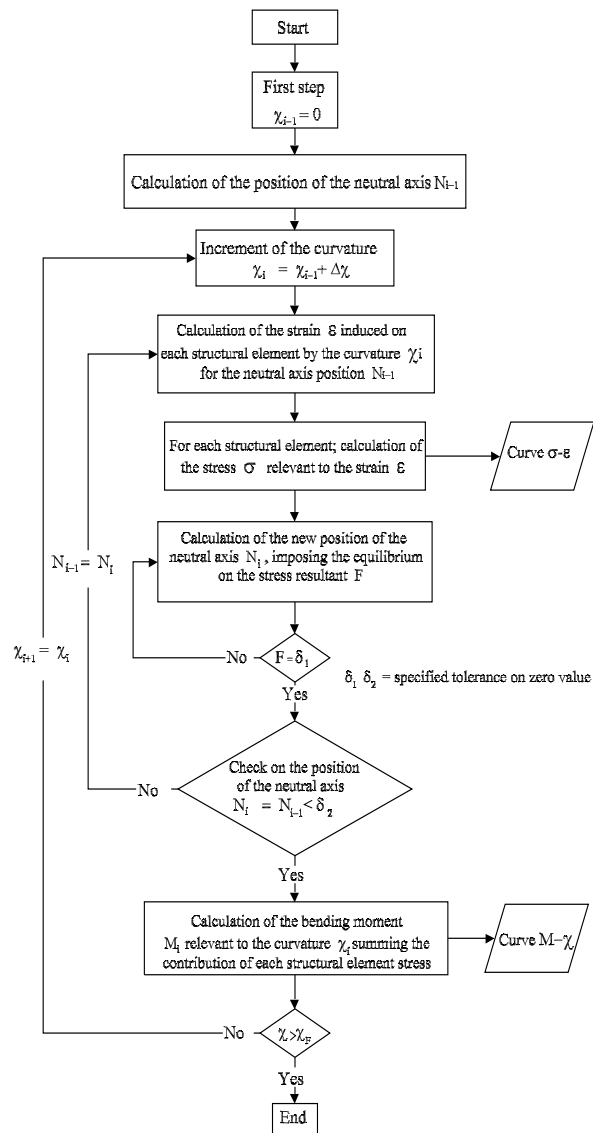 Start
First step
χi–1 = 0
Calculation of the position of the neutral axis Ni–1
Increment of the curvature
χi = χi–1 + Δχ
Calculation of the strain ε induced on
each structural element by the curvature χi
for the neutral axis position Ni–1
For each structural element; calculation of
the stress σ relevant to the strain ε
Curve σ-ε
Calculation of the new position of the
neutral axis Ni, imposing the equilibrium
on the stress resultant F
Ni–1 = Ni
χi+1 = χi
No
F = δ1
δ1 δ2 = specified tolerance on zero value
Yes
Check on the position
of the neutral axis
Ni = Ni–1 < δ2
No
Yes
Calculation of the bending moment
Mi relevant to the curvature χi summing the
contribution of each structural element stress
Curve M–χ
No
χ>χF
Yes
End